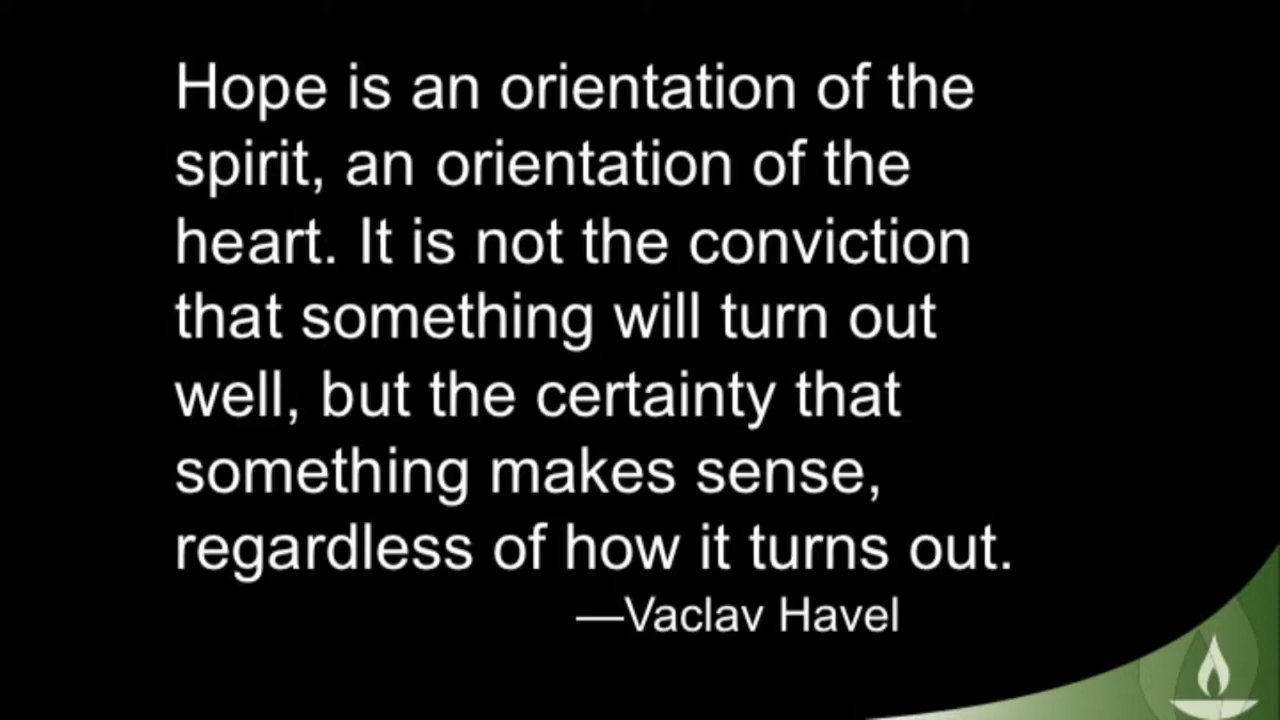 Hope is an orientation of the
spirit, an orientation of the
heart. It is not the conviction
that something will turn out
well, but the certainty that
something makes sense,
regardless of how it turns out.
—Vaclav Havel